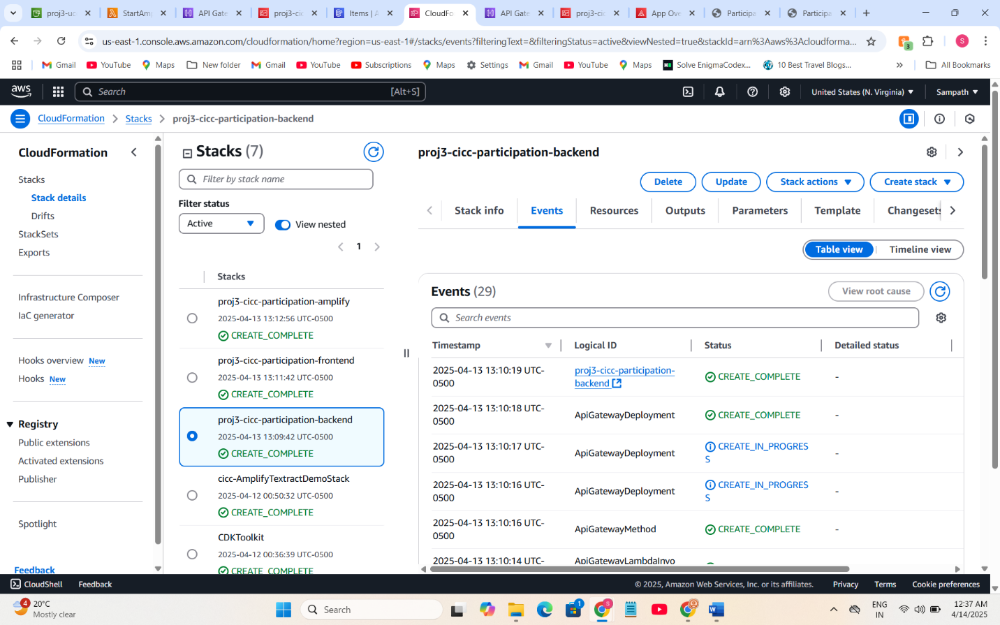 proj3-uc
StartAmp
API Gate
proj3-cic
Items | A
CloudFo
API Gate
proj3-cic
App Ove
Participa
Participa
us-east-1.console.aws.amazon.com/cloudformation/home?region=us-east-1#/stacks/events?filteringText=&filteringStatus=active&viewNested=true&stackId=arn%3Aaws%3Acloudforma...
3
S
Gmail
YouTube
Maps
New folder
Gmail
YouTube
Subscriptions
Maps
Settings
Gmail
YouTube
Maps
Solve EnigmaCodex...
10 Best Travel Blogs...
»
All Bookmarks
aws
Search
[Alt+S]
United States (N. Virginia)
Sampath
CloudFormation
Stacks
proj3-cicc-participation-backend
CloudFormation
Stacks
Stack details
Drifts
StackSets
Exports
Infrastructure Composer
IaC generator
Hooks overview New
Hooks New
Registry
Public extensions
Activated extensions
Publisher
Spotlight
Feedback
Stacks (7)
Filter by stack name
Filter status
Active
View nested
1
Stacks
proj3-cicc-participation-amplify
2025-04-13 13:12:56 UTC-0500
CREATE_COMPLETE
proj3-cicc-participation-frontend
2025-04-13 13:11:42 UTC-0500
CREATE_COMPLETE
proj3-cicc-participation-backend
2025-04-13 13:09:42 UTC-0500
CREATE_COMPLETE
cicc-AmplifyTextractDemoStack
2025-04-12 00:50:32 UTC-0500
CREATE_COMPLETE
CDKToolkit
2025-04-12 00:36:39 UTC-0500
CREATE_COMPLETE
proj3-cicc-participation-backend
Delete
Update
Stack actions
Create stack
Stack info
Events
Resources
Outputs
Parameters
Template
Changesets
Table view
Timeline view
Events (29)
View root cause
Search events
Timestamp
Logical ID
Status
Detailed status
2025-04-13 13:10:19 UTC-
0500
proj3-cicc-participation-
backend
CREATE_COMPLETE
-
2025-04-13 13:10:18 UTC-
0500
ApiGatewayDeployment
CREATE_COMPLETE
-
2025-04-13 13:10:17 UTC-
0500
ApiGatewayDeployment
CREATE_IN_PROGRES
S
-
2025-04-13 13:10:16 UTC-
0500
ApiGatewayDeployment
CREATE_IN_PROGRES
S
-
2025-04-13 13:10:16 UTC-
0500
ApiGatewayMethod
CREATE_COMPLETE
-
2025-04-13 13:10:14 UTC-
ApiGatewayLambdaInvo
CloudShell
Feedback
© 2025, Amazon Web Services, Inc. or its affiliates.
Privacy
Terms
Cookie preferences
4
20°C
Mostly clear
Search
1
S
ENG
IN
12:37 AM
4/14/2025